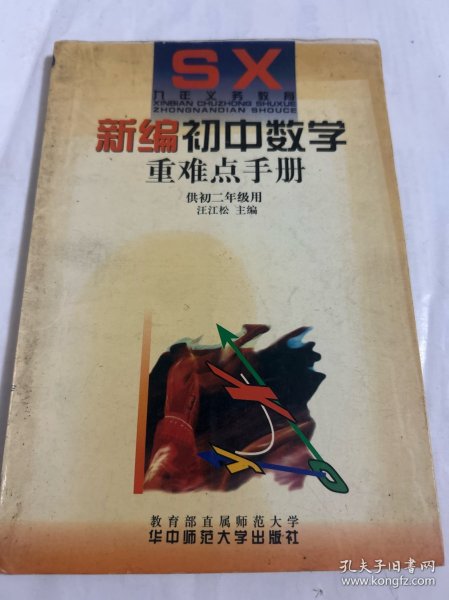 SX
九年义务教育
XINBIAN CHUZHONG SHUXUE
ZHONGNANDIAN SHOUCE
新编初中数学
重难点手册
供初二年级用
汪江松 主编
教育部直属师范大学
华中师范大学出版社
孔夫子旧书网
www.kongfz.com